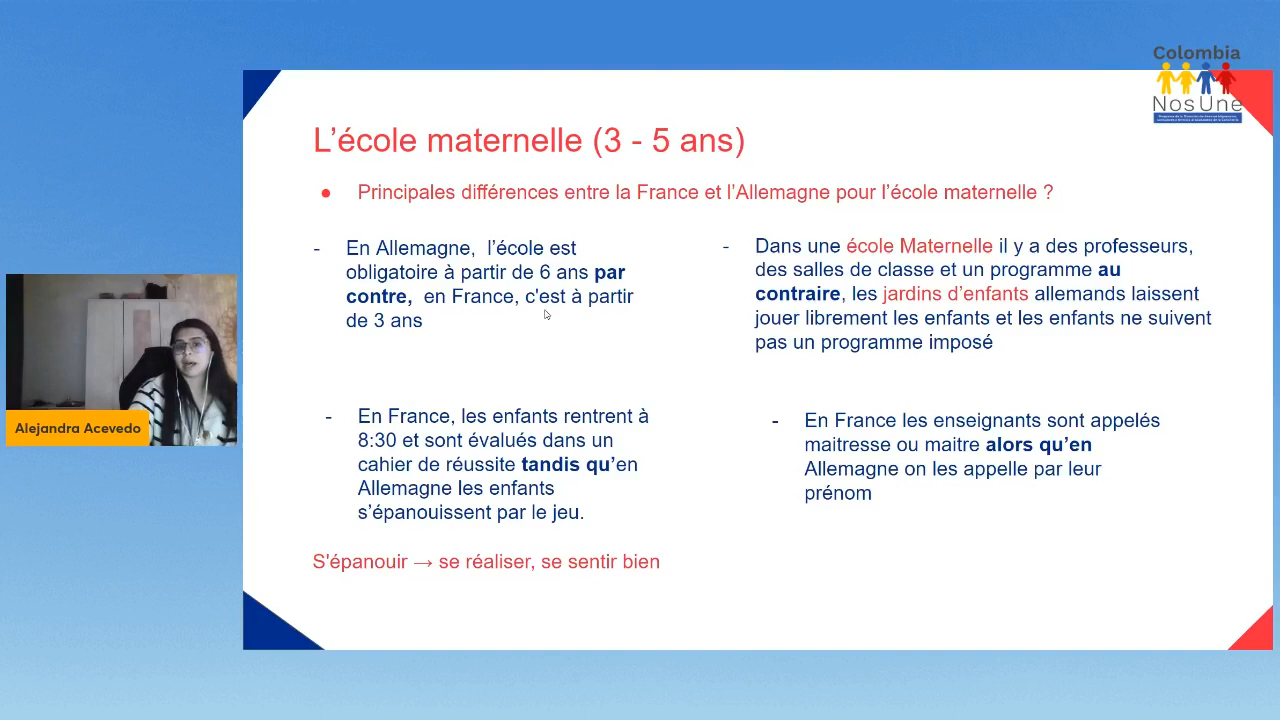 Colombia
Nos Une
L’école maternelle (3 - 5 ans)
● Principales différences entre la France et l’Allemagne pour l’école maternelle ?
- En Allemagne, l’école est
obligatoire à partir de 6 ans par
contre, en France, c'est à partir
de 3 ans
- Dans une école Maternelle il y a des professeurs,
des salles de classe et un programme au
contraire, les jardins d’enfants allemands laissent
jouer librement les enfants et les enfants ne suivent
pas un programme imposé
- En France, les enfants rentrent à
8:30 et sont évalués dans un
cahier de réussite tandis qu’en
Allemagne les enfants
s’épanouissent par le jeu.
- En France les enseignants sont appelés
maitresse ou maitre alors qu’en
Allemagne on les appelle par leur
prénom
S'épanouir → se réaliser, se sentir bien
Alejandra Acevedo